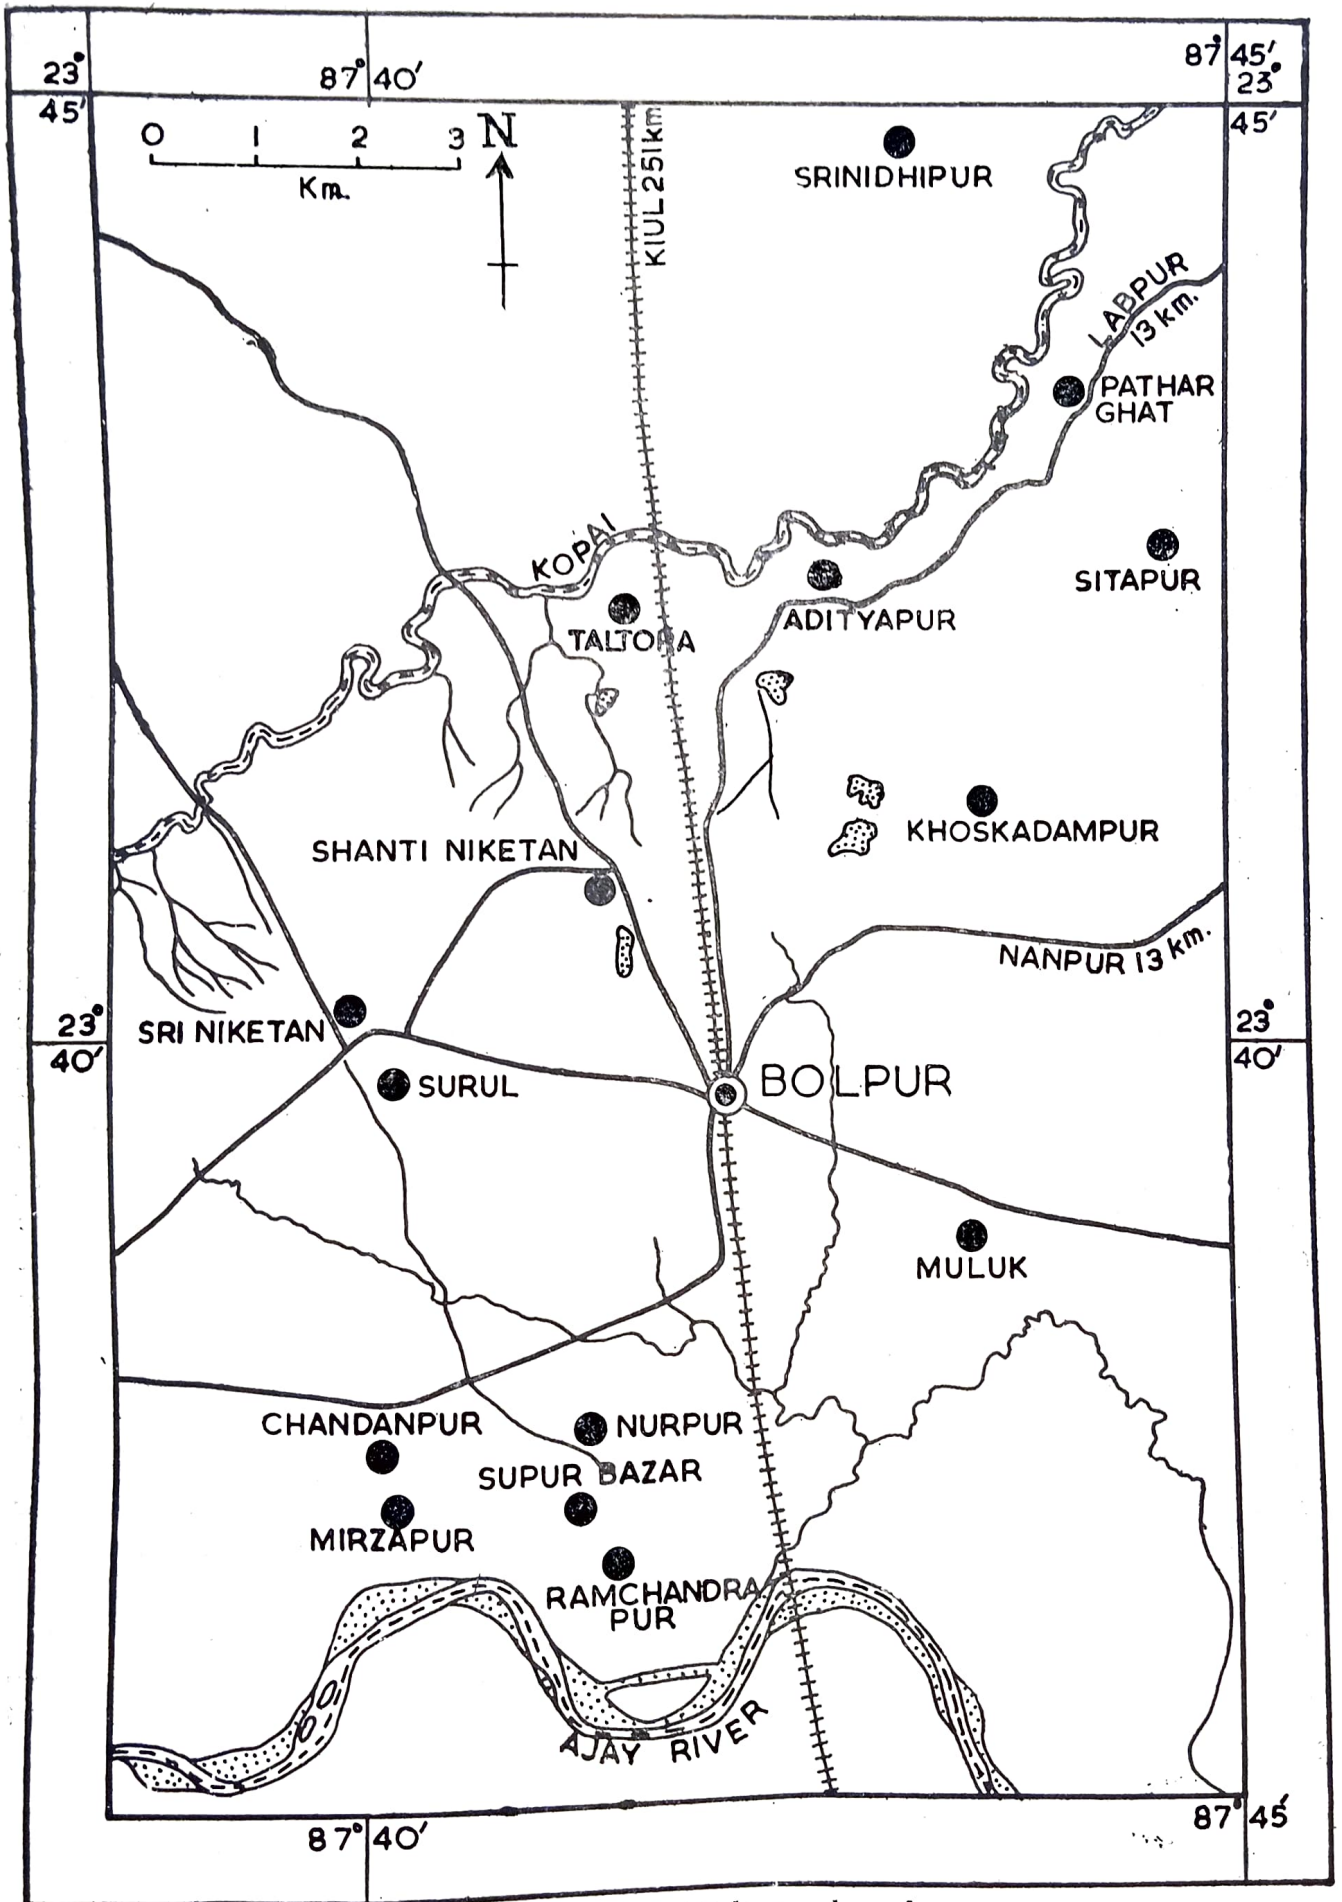 87° 40'
87° 45'
23°
45'
23°
45'
0 1 2 3
Km.
N
KIUL 251 km
SRINIDHIPUR
LABPUR
13 km.
PATHAR
GHAT
KOPAI
SITAPUR
TALTORA
ADITYAPUR
KHOSKADAMPUR
SHANTI NIKETAN
NANPUR 13 km.
23°
40'
SRI NIKETAN
23°
40'
SURUL
BOLPUR
MULUK
CHANDANPUR
NURPUR
SUPUR BAZAR
MIRZAPUR
RAMCHANDRA
PUR
AJAY RIVER
87° 40'
87° 45'